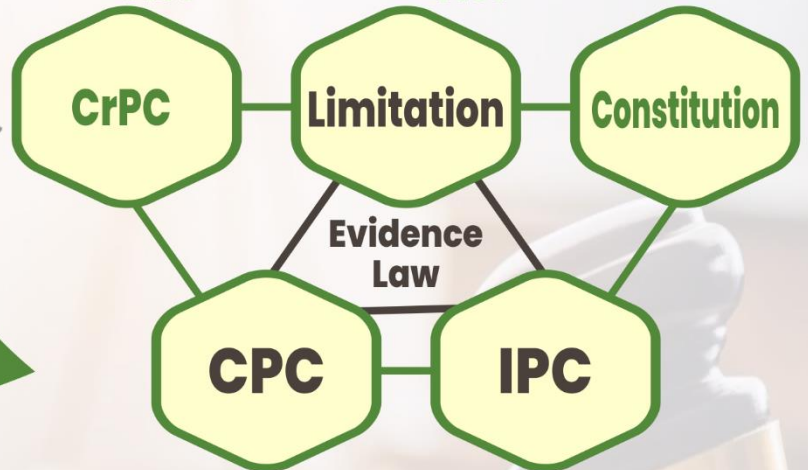 CrPC
Limitation
Constitution
Evidence
Law
CPC
IPC